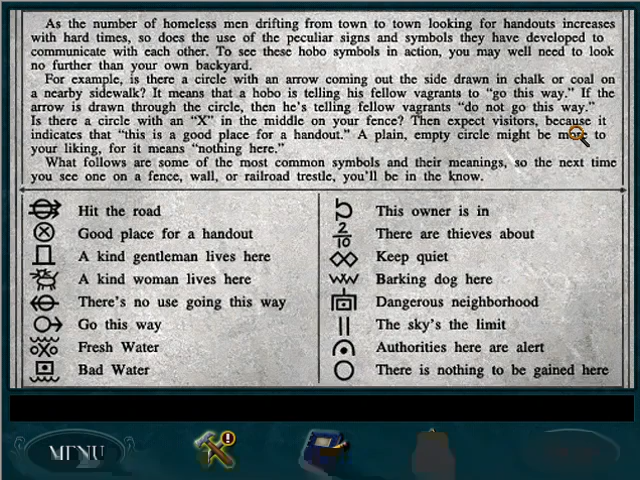 As the number of homeless men drifting from town to town looking for handouts increases
with hard times, so does the use of the peculiar signs and symbols they have developed to
communicate with each other. To see these hobo symbols in action, you may well need to look
no further than your own backyard.
For example, is there a circle with an arrow coming out the side drawn in chalk or coal on
a nearby sidewalk? It means that a hobo is telling his fellow vagrants to “go this way.” If the
arrow is drawn through the circle, then he's telling fellow vagrants “do not go this way.”
Is there a circle with an “X” in the middle on your fence? Then expect visitors, because it
indicates that “this is a good place for a handout.” A plain, empty circle might be more to
your liking, for it means “nothing here.”
What follows are some of the most common symbols and their meanings, so the next time
you see one on a fence, wall, or railroad trestle, you'll be in the know.
Hit the road
Good place for a handout
A kind gentleman lives here
A kind woman lives here
There's no use going this way
Go this way
Fresh Water
Bad Water
This owner is in
2
10
There are thieves about
Keep quiet
Barking dog here
Dangerous neighborhood
The sky's the limit
Authorities here are alert
There is nothing to be gained here
MENU